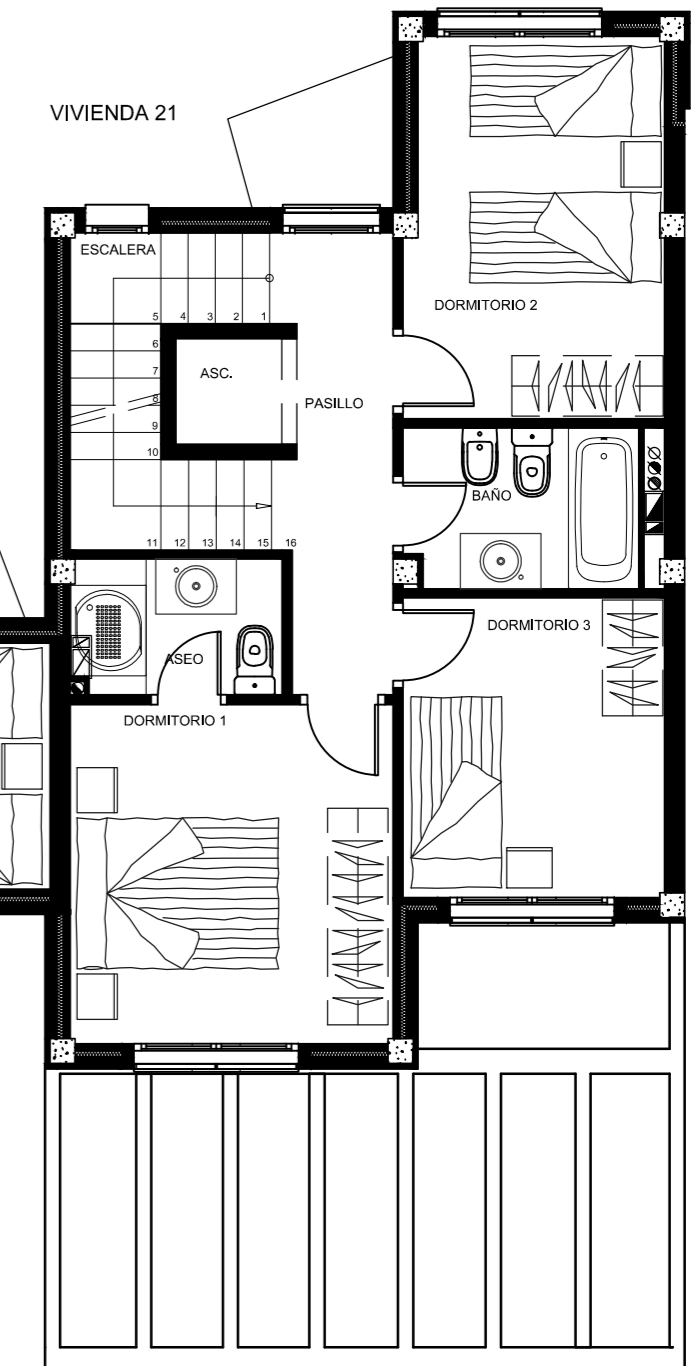 VIVIENDA 21
ESCALERA
DORMITORIO 2
5 4 3 2 1
6
ASC.
7
PASILLO
8
9
10
BAÑO
11 12 13 14 15 16
DORMITORIO 3
ASEO
DORMITORIO 1